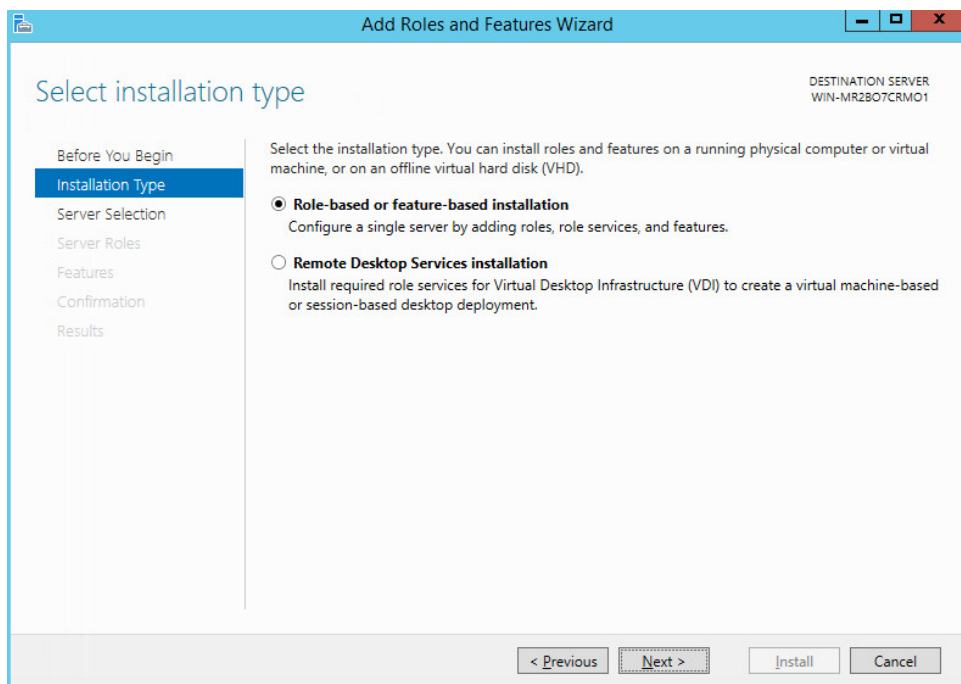 Add Roles and Features Wizard
Select installation type
DESTINATION SERVER
WIN-MR2BO7CRMO1
Before You Begin
Installation Type
Server Selection
Server Roles
Features
Confirmation
Results
Select the installation type. You can install roles and features on a running physical computer or virtual
machine, or on an offline virtual hard disk (VHD).
Role-based or feature-based installation
Configure a single server by adding roles, role services, and features.
Remote Desktop Services installation
Install required role services for Virtual Desktop Infrastructure (VDI) to create a virtual machine-based
or session-based desktop deployment.
< Previous
Next >
Install
Cancel